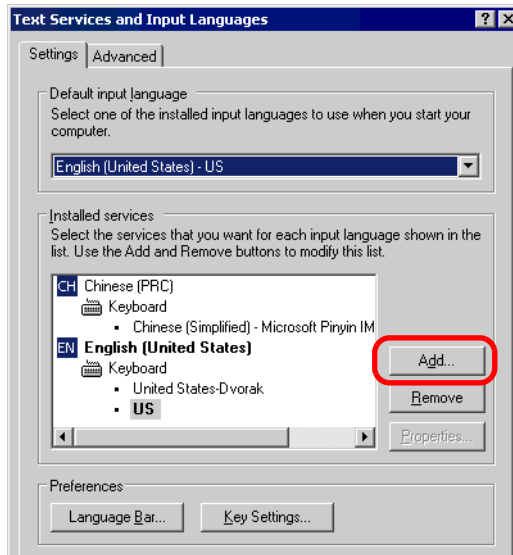 Text Services and Input Languages
Settings
Advanced
Default input language
Select one of the installed input languages to use when you start your
computer.
English (United States) - US
Installed services
Select the services that you want for each input language shown in the
list. Use the Add and Remove buttons to modify this list.
CH Chinese (PRC)
Keyboard
• Chinese (Simplified) - Microsoft Pinyin IM
EN English (United States)
Keyboard
• United States-Dvorak
• US
Add...
Remove
Properties...
Preferences
Language Bar...
Key Settings...